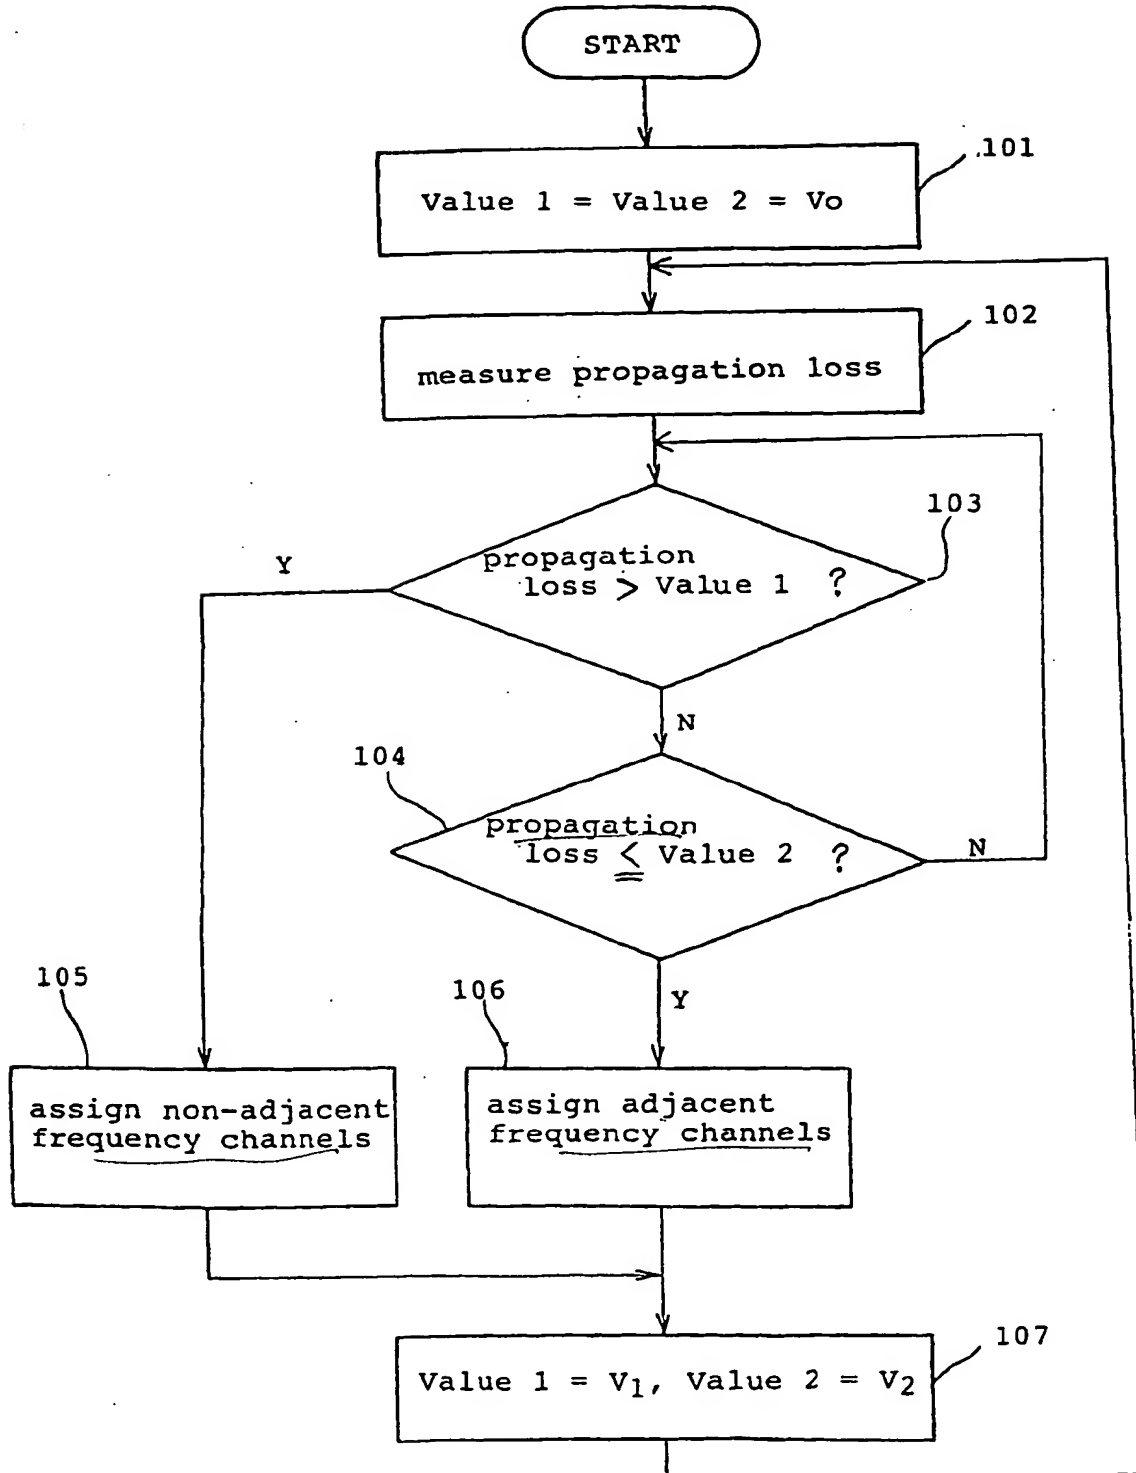 START
101
Value 1 = Value 2 = Vo
102
measure propagation loss
103
Y
propagation
loss > Value 1 ?
N
104
propagation
loss ≦ Value 2 ?
N
105
106
Y
assign non-adjacent
frequency channels
assign adjacent
frequency channels
107
Value 1 = V1, Value 2 = V2